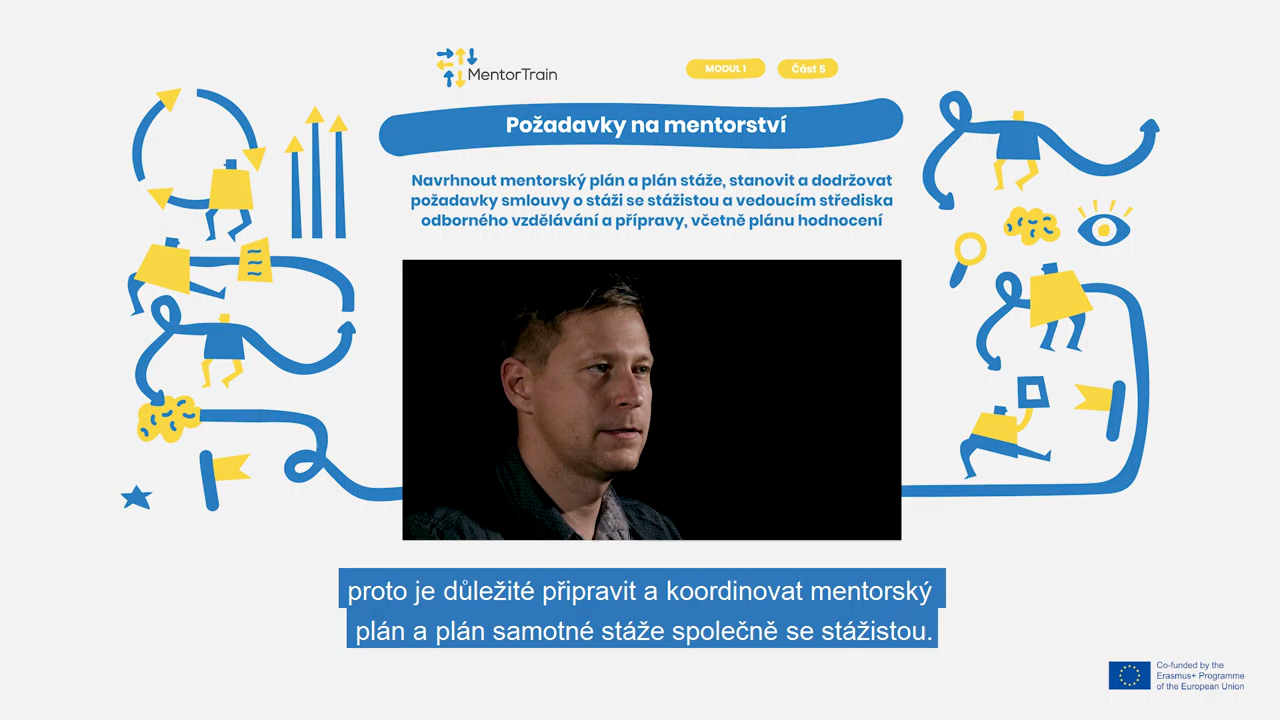 MentorTrain
MODUL 1
Část 5
Požadavky na mentorství
Navrhnout mentorský plán a plán stáže, stanovit a dodržovat
požadavky smlouvy o stáži se stážistou a vedoucím střediska
odborného vzdělávání a přípravy, včetně plánu hodnocení
proto je důležité připravit a koordinovat mentorský
plán a plán samotné stáže společně se stážistou.
Co-funded by the
Erasmus+ Programme
of the European Union